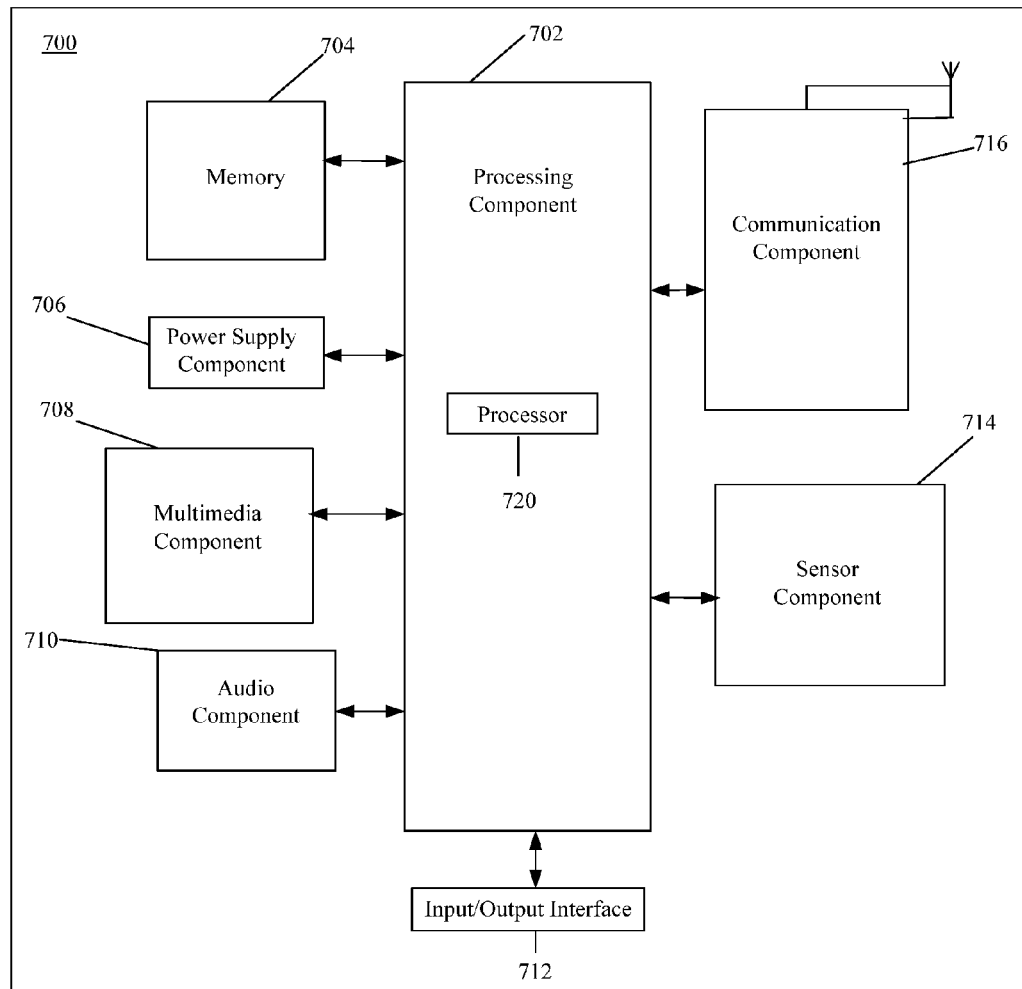 700
704
702
716
Memory
Processing
Component
Communication
Component
706
Power Supply
Component
708
Processor
720
714
Multimedia
Component
Sensor
Component
710
Audio
Component
Input/Output Interface
712